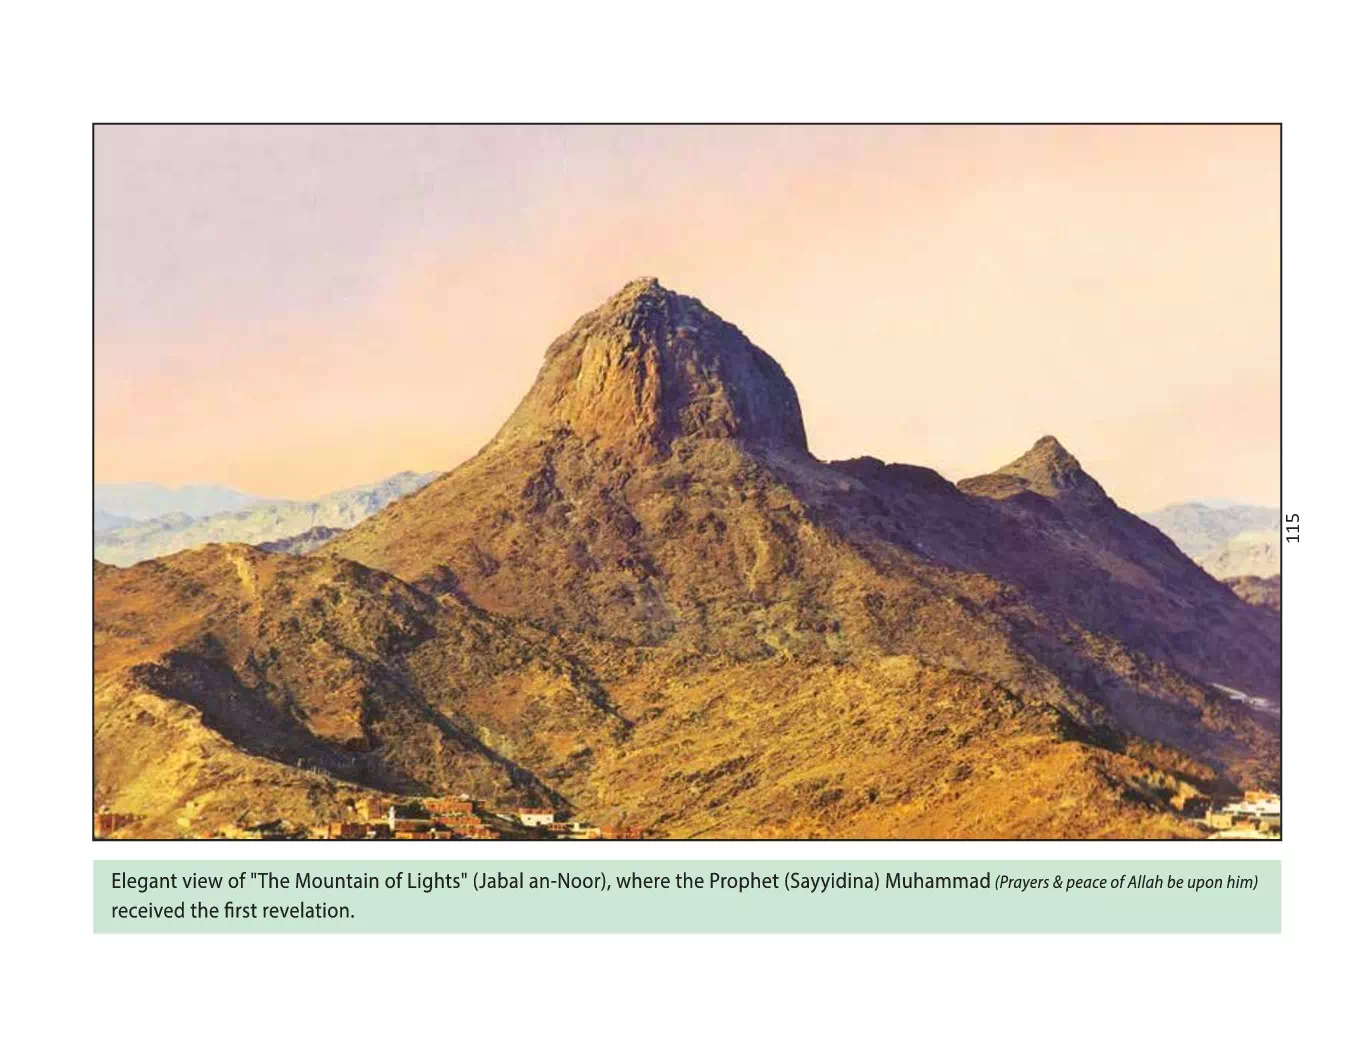 115
Elegant view of "The Mountain of Lights" (Jabal an-Noor), where the Prophet (Sayyidina) Muhammad (Prayers & peace of Allah be upon him)
received the first revelation.